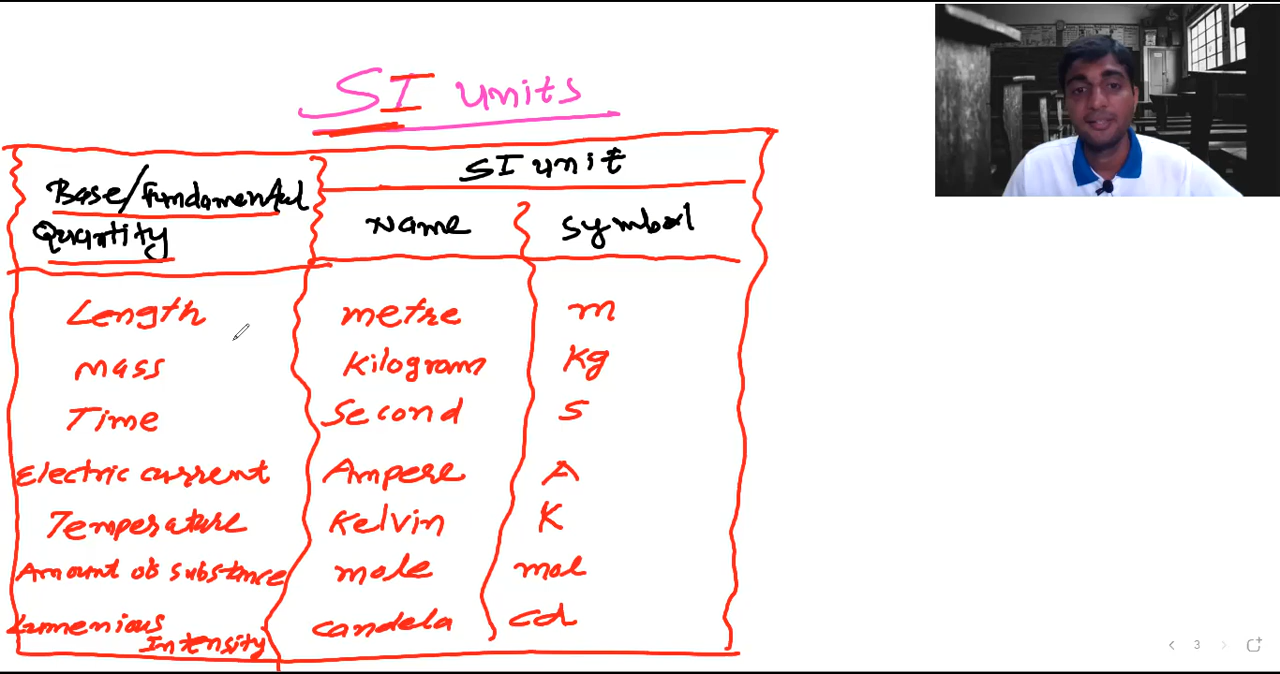 SI units
Base/Fundamental
Quantity
SI unit
Name Symbol
Length metre m
Mass Kilogram Kg
Time Second S
Electric current Ampere A
Temperature Kelvin K
Amount of substance mole mol
Lumenious
Intensity candela cd
3